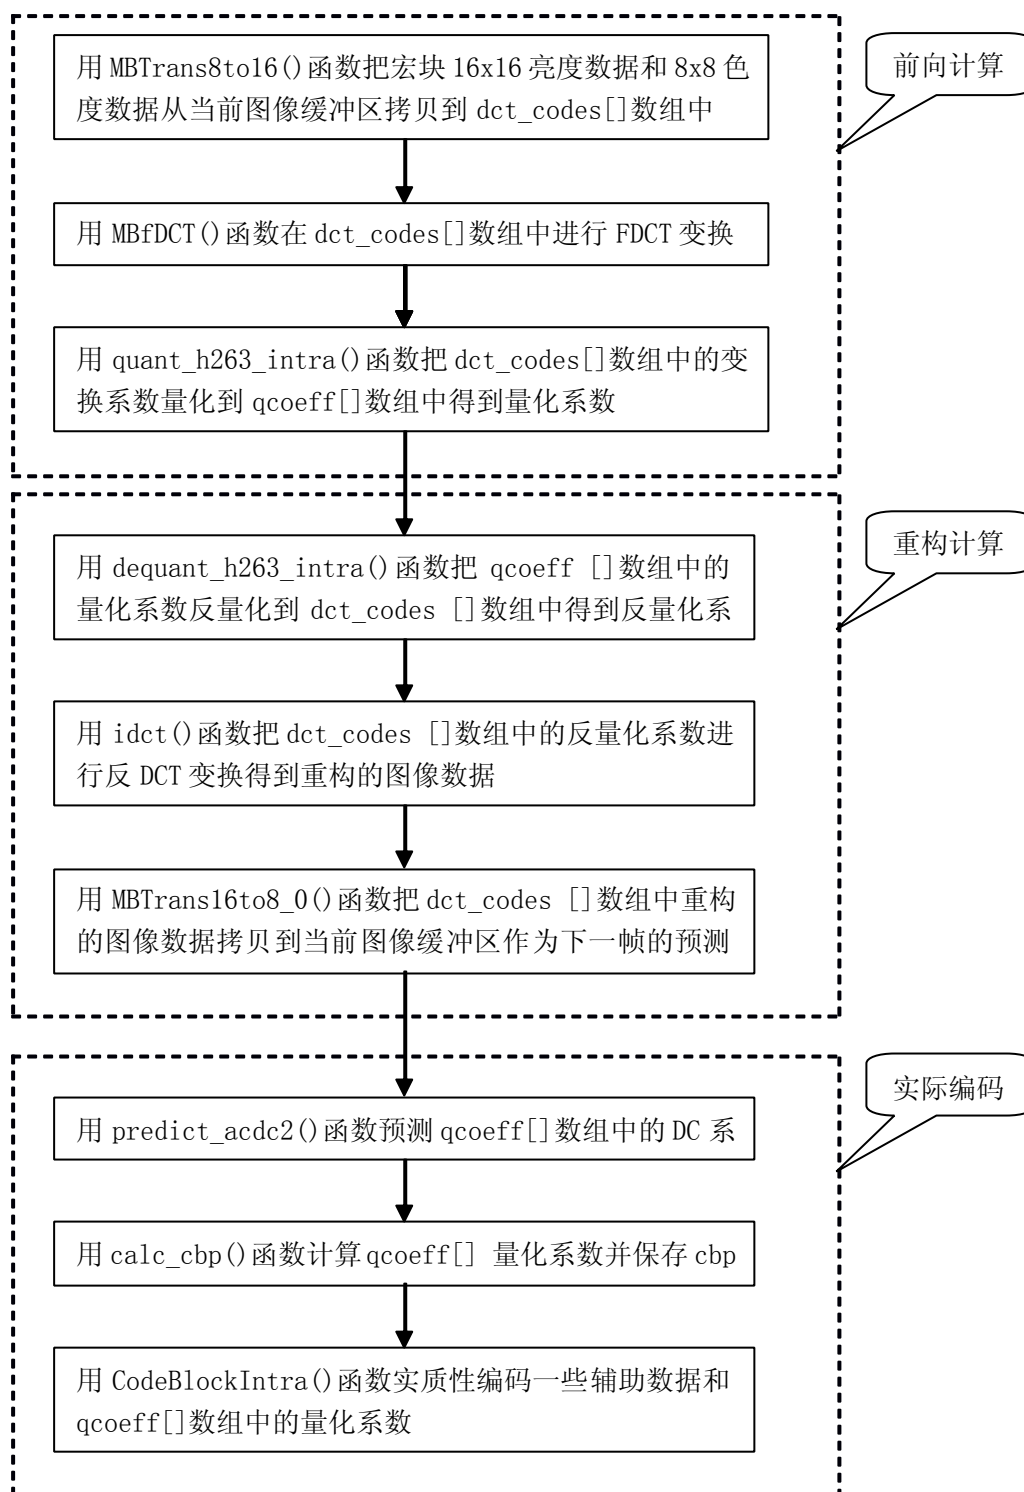 用 MBTrans8to16()函数把宏块 16x16 亮度数据和 8x8 色
度数据从当前图像缓冲区拷贝到 dct_codes[]数组中
前向计算
用 MBfDCT()函数在 dct_codes[]数组中进行 FDCT 变换
用 quant_h263_intra()函数把 dct_codes[]数组中的变
换系数量化到 qcoeff[]数组中得到量化系数
用 dequant_h263_intra()函数把 qcoeff []数组中的
量化系数反量化到 dct_codes []数组中得到反量化系
重构计算
用 idct()函数把 dct_codes []数组中的反量化系数进
行反 DCT 变换得到重构的图像数据
用 MBTrans16to8_0()函数把 dct_codes []数组中重构
的图像数据拷贝到当前图像缓冲区作为下一帧的预测
实际编码
用 predict_acdc2()函数预测 qcoeff[]数组中的 DC 系
用 calc_cbp()函数计算 qcoeff[] 量化系数并保存 cbp
用 CodeBlockIntra()函数实质性编码一些辅助数据和
qcoeff[]数组中的量化系数